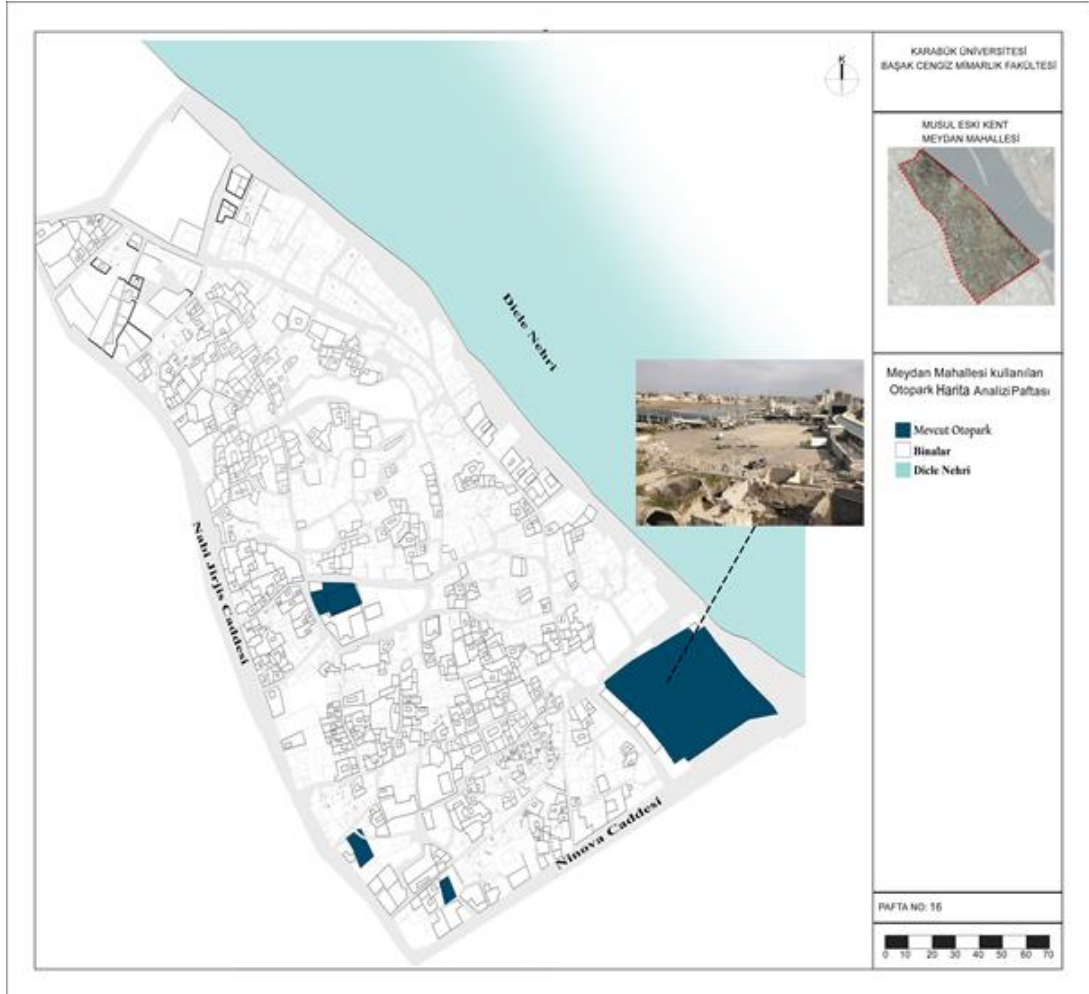 KARABÜK ÜNİVERSİTESİ
BAŞAK CENGİZ MİMARLIK FAKÜLTESİ
MUSUL ESKI KENT
MEYDAN MAHALLESİ
Meydan Mahallesi kullanılan
Otopark Harita Analizi Paftası
Mevcut Otopark
Binalar
Dicle Nehri
PAFTA NO: 16
0 10 20 30 40 50 60 70
K
Dicle Nehri
Nabi Jirjis Caddesi
Ninova Caddesi